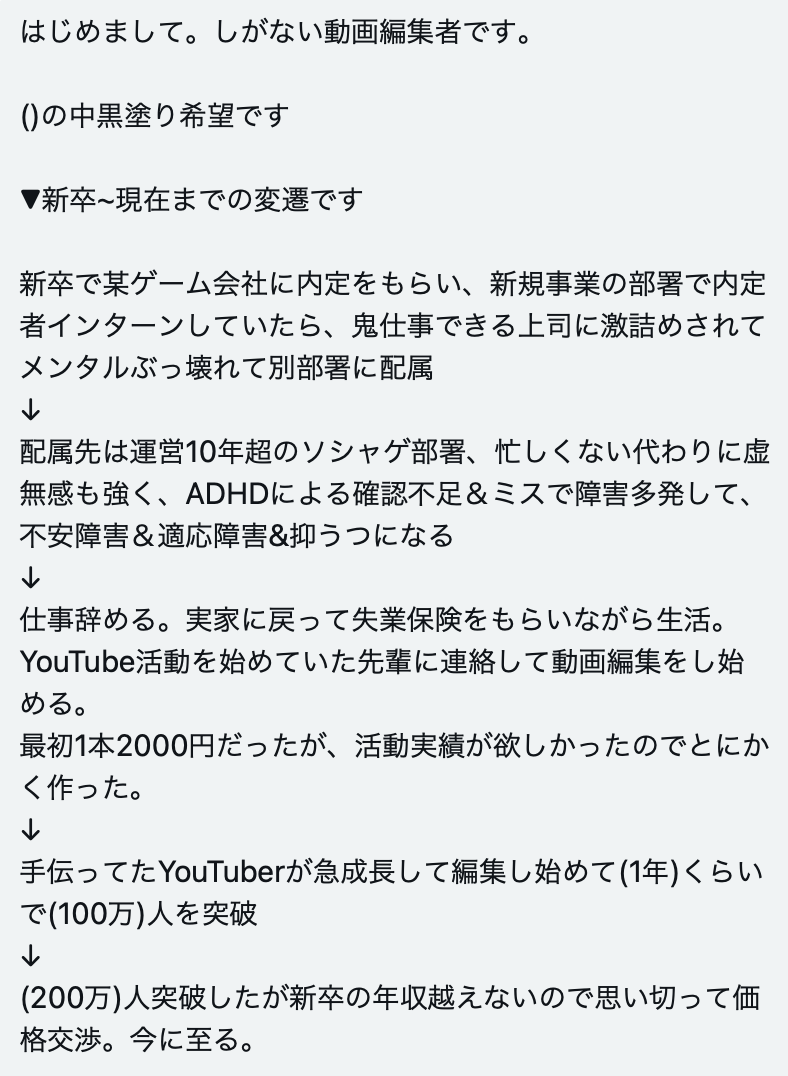 はじめまして。しがない動画編集者です。
()の中黒塗り希望です
▼新卒~現在までの変遷です
新卒で某ゲーム会社に内定をもらい、新規事業の部署で内定
者インターンしていたら、鬼仕事できる上司に激詰めされて
メンタルぶっ壊れて別部署に配属
↓
配属先は運営10年超のソシャゲ部署、忙しくない代わりに虚
無感も強く、ADHDによる確認不足＆ミスで障害多発して、
不安障害＆適応障害&抑うつになる
↓
仕事辞める。実家に戻って失業保険をもらいながら生活。
YouTube活動を始めていた先輩に連絡して動画編集をし始
める。
最初1本2000円だったが、活動実績が欲しかったのでとにか
く作った。
↓
手伝ってたYouTuberが急成長して編集し始めて(1年)くらい
で(100万)人を突破
↓
(200万)人突破したが新卒の年収越えないので思い切って価
格交渉。今に至る。